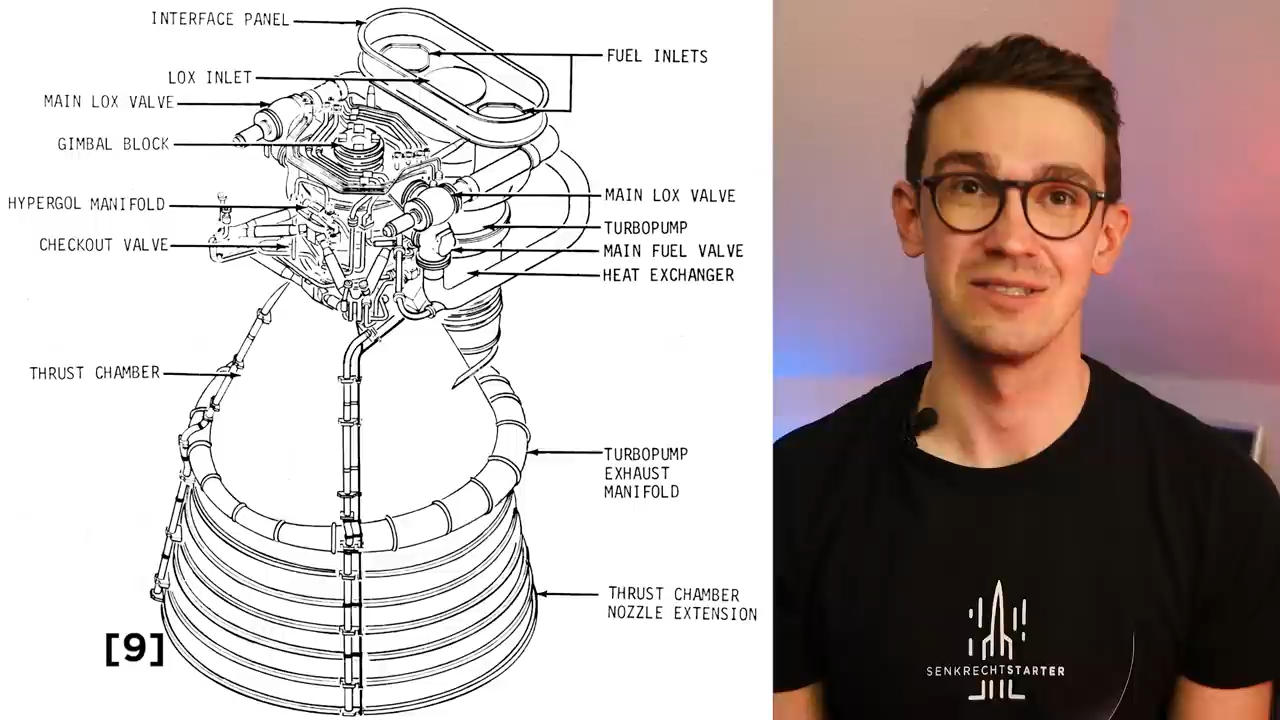 INTERFACE PANEL
FUEL INLETS
LOX INLET
MAIN LOX VALVE
GIMBAL BLOCK
HYPERGOL MANIFOLD
CHECKOUT VALVE
MAIN LOX VALVE
TURBOPUMP
MAIN FUEL VALVE
HEAT EXCHANGER
THRUST CHAMBER
TURBOPUMP
EXHAUST
MANIFOLD
THRUST CHAMBER
NOZZLE EXTENSION
[9]
SENKRECHTSTARTER